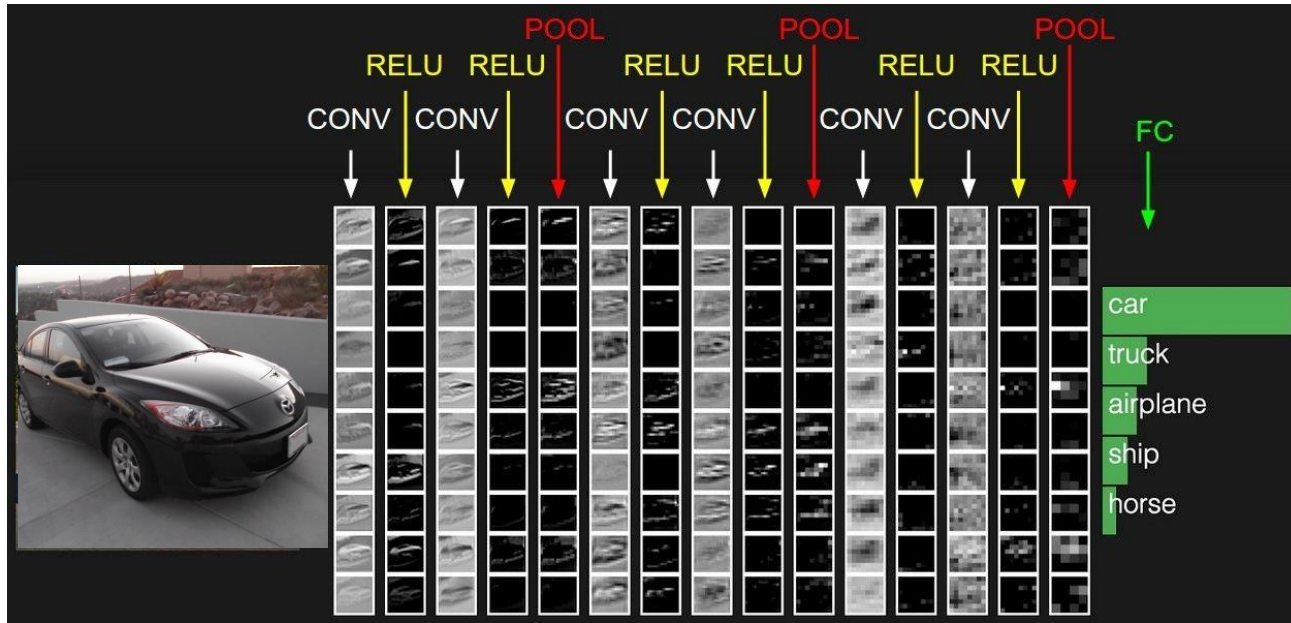 POOL POOL POOL
RELU RELU RELU RELU RELU RELU
CONV CONV CONV CONV CONV CONV
FC
car
truck
airplane
ship
horse